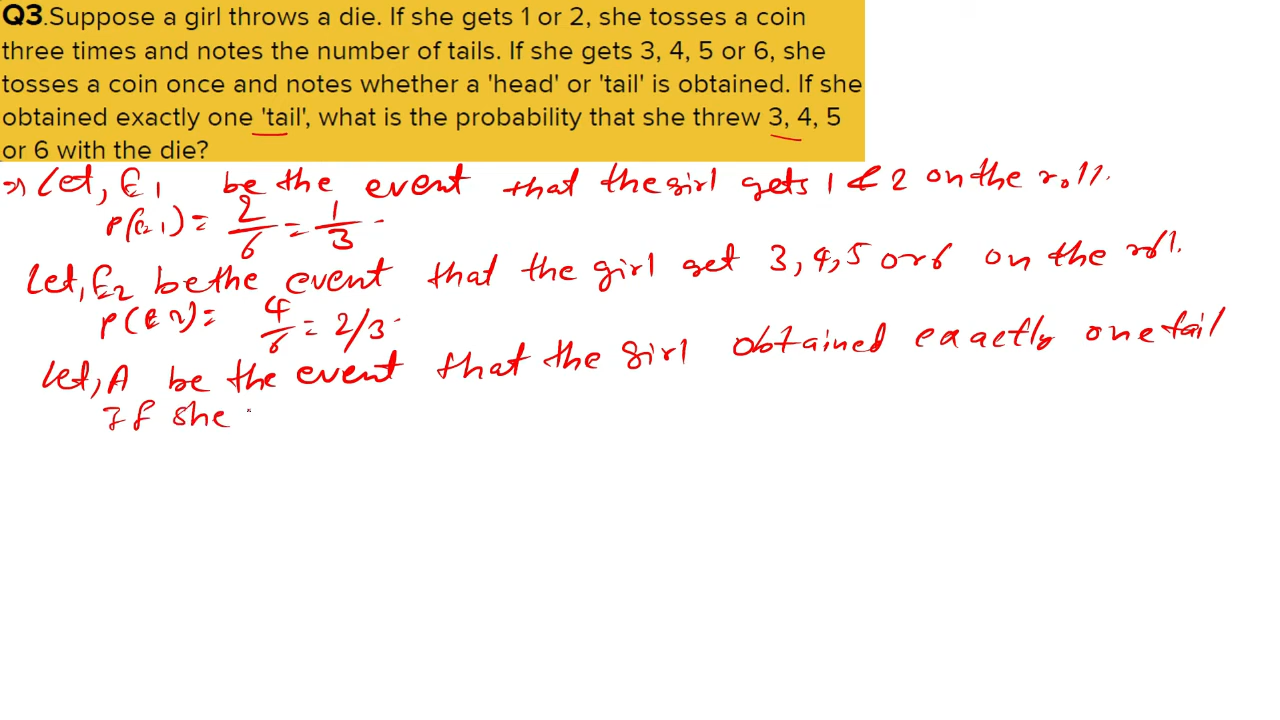 Q3.Suppose a girl throws a die. If she gets 1 or 2, she tosses a coin
three times and notes the number of tails. If she gets 3, 4, 5 or 6, she
tosses a coin once and notes whether a 'head' or 'tail' is obtained. If she
obtained exactly one 'tail', what is the probability that she threw 3, 4, 5
or 6 with the die?
⇒ Let, E1 be the event that the girl gets 1 & 2 on the roll.
P(E1) = 2/6 = 1/3
Let, E2 be the event that the girl get 3, 4, 5 or 6 on the roll.
P(E2) = 4/6 = 2/3
Let, A be the event that the girl obtained exactly one tail
If she